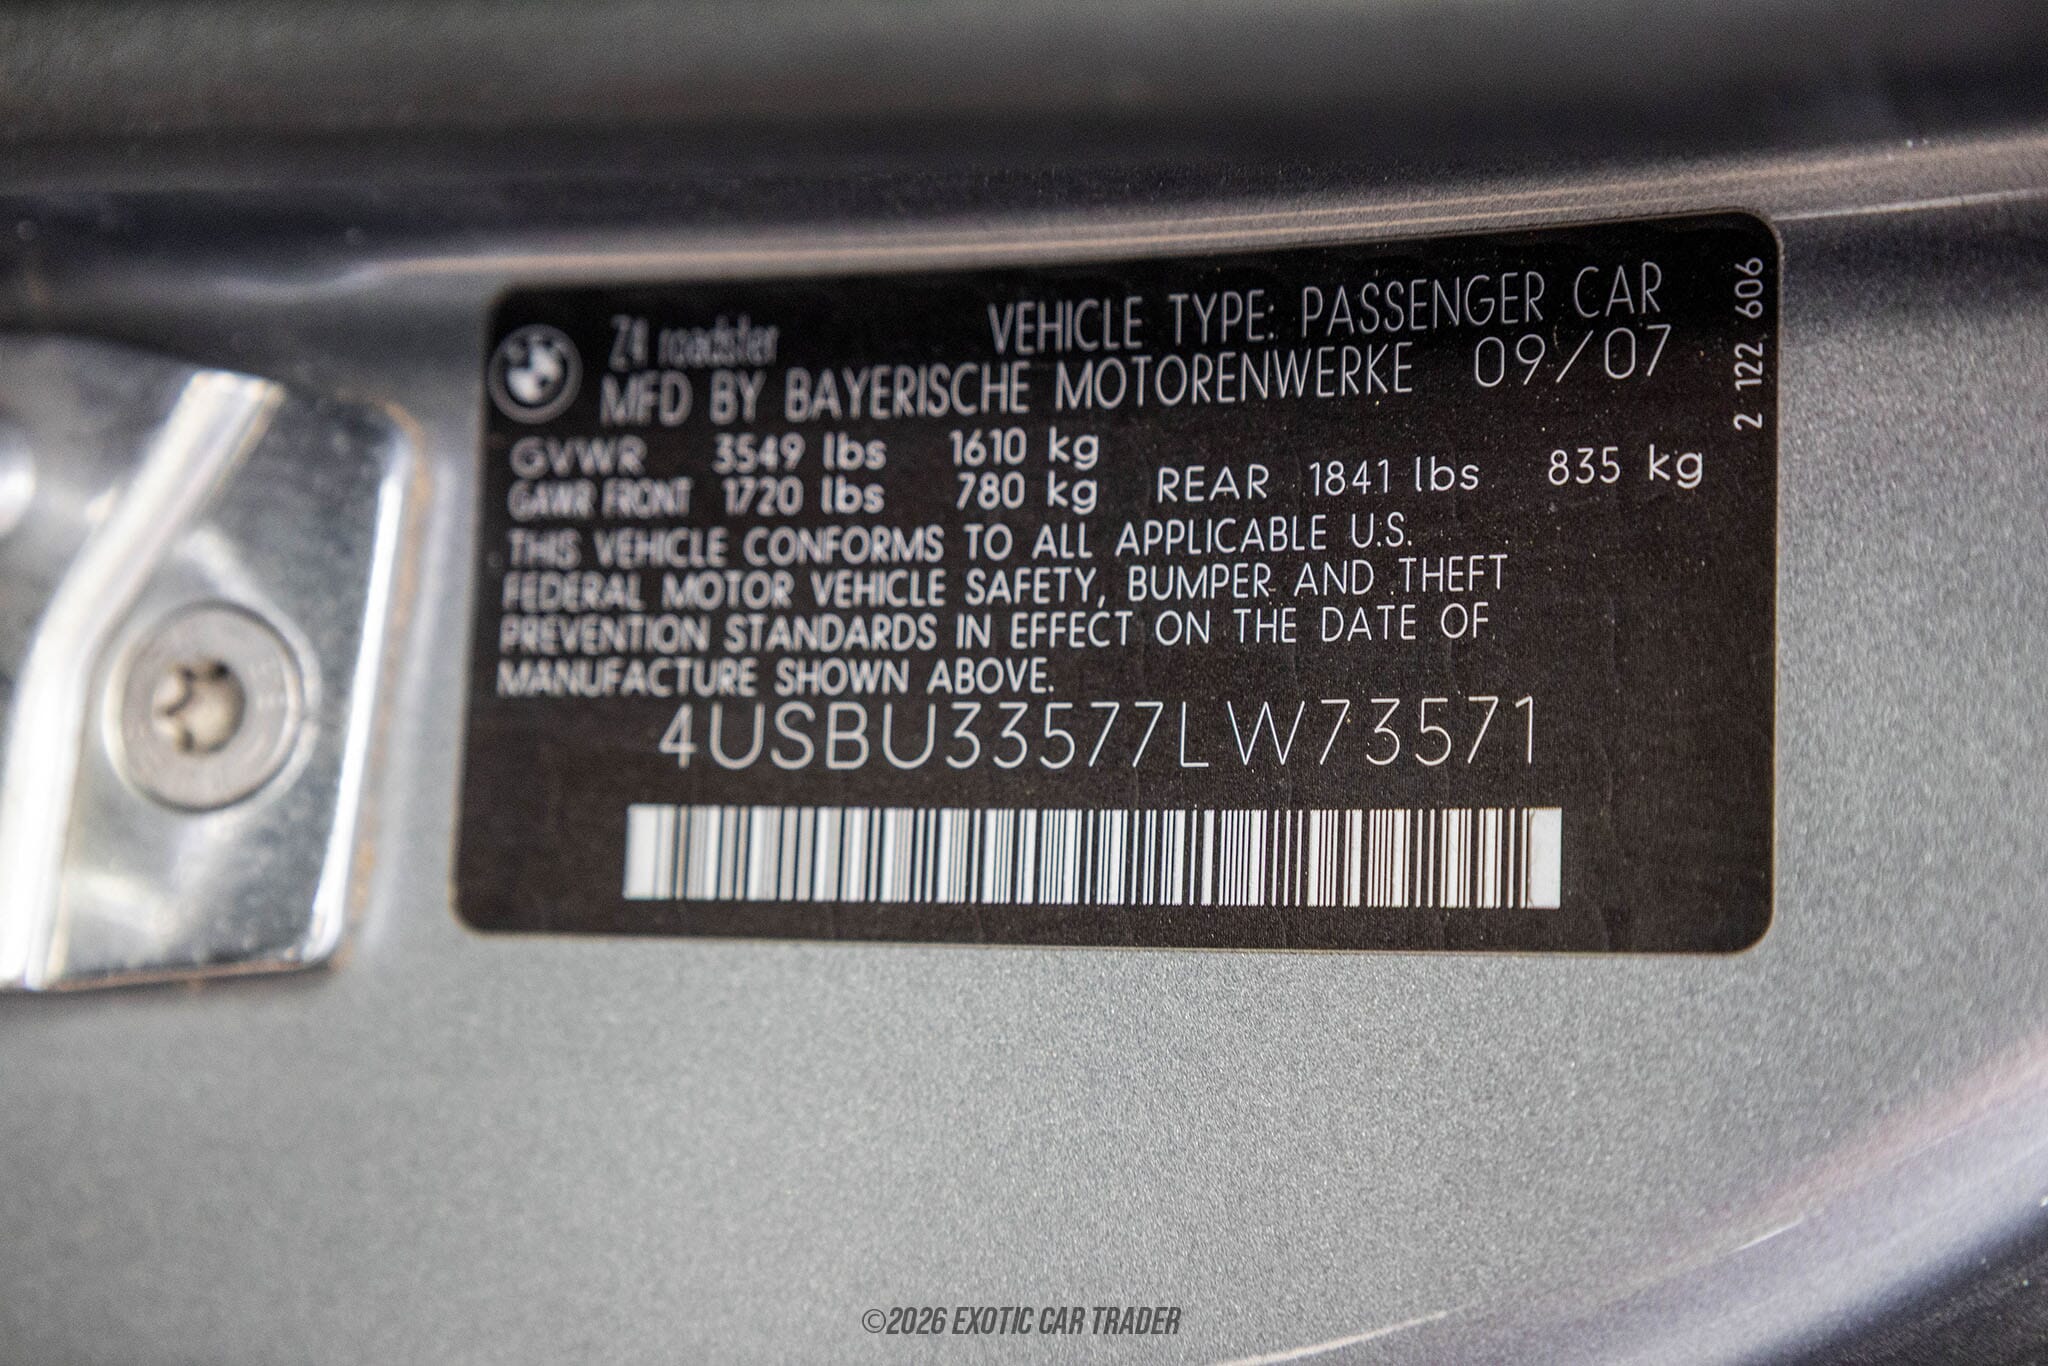 Z4 roadster VEHICLE TYPE: PASSENGER CAR
MFD BY BAYERISCHE MOTORENWERKE 09/07
GVWR 3549 lbs 1610 kg
GAWR FRONT 1720 lbs 780 kg REAR 1841 lbs 835 kg
THIS VEHICLE CONFORMS TO ALL APPLICABLE U.S.
FEDERAL MOTOR VEHICLE SAFETY, BUMPER AND THEFT
PREVENTION STANDARDS IN EFFECT ON THE DATE OF
MANUFACTURE SHOWN ABOVE.
4USBU33577LW73571
2 122 606
©2026 EXOTIC CAR TRADER